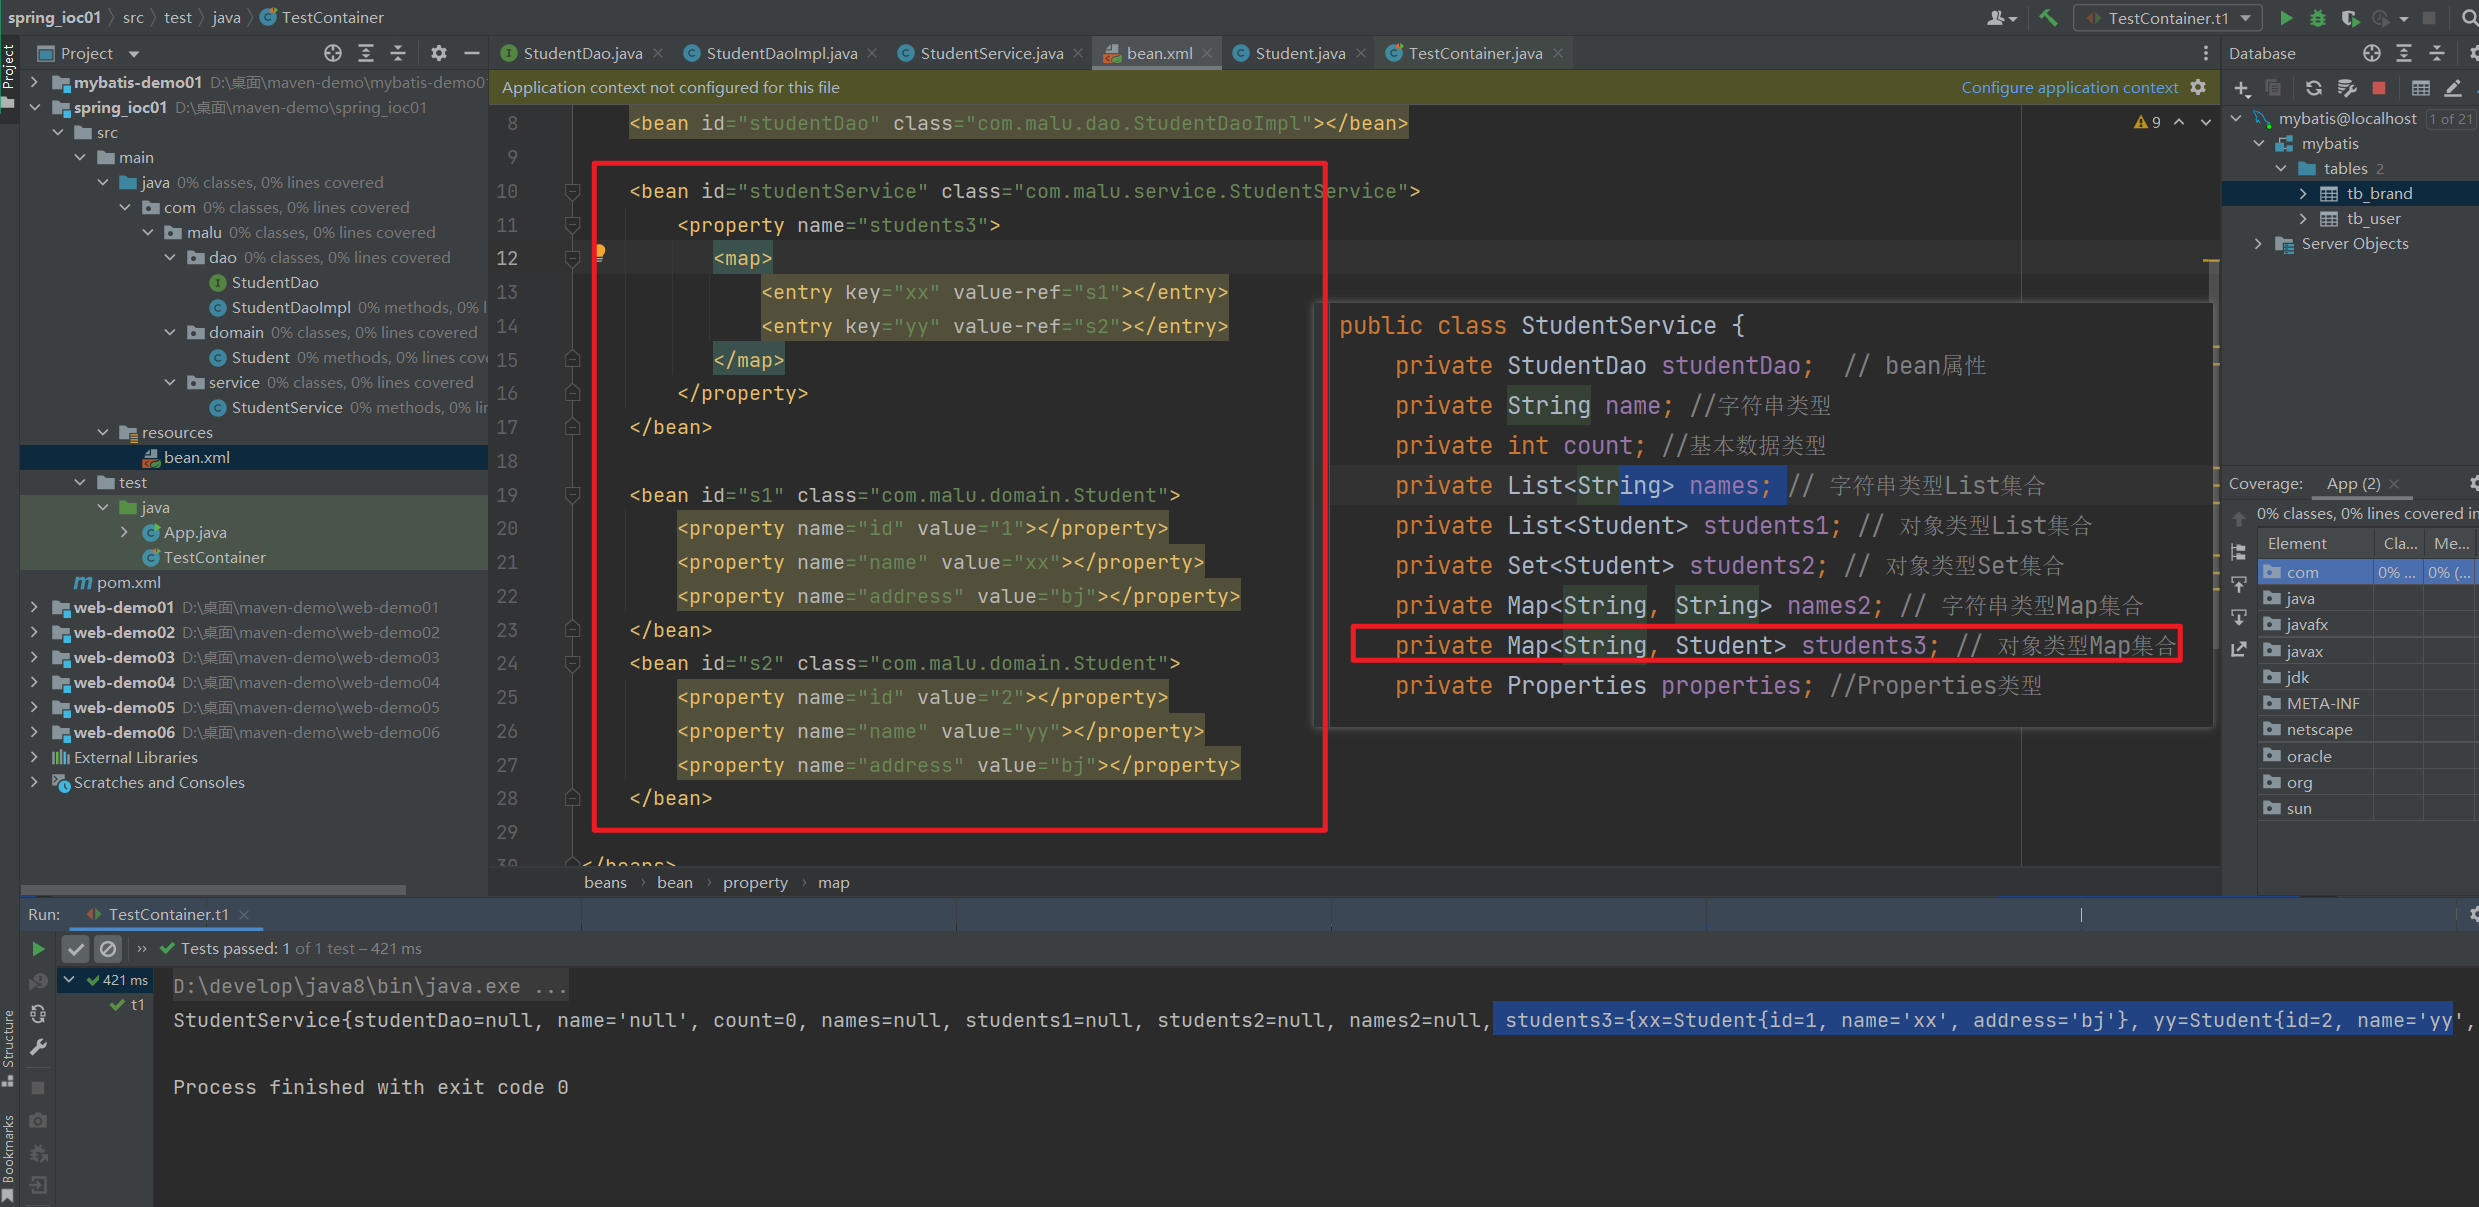 spring_ioc01 src test java TestContainer
TestContainer.t1
Project
StudentDao.java StudentDaoImpl.java StudentService.java bean.xml Student.java TestContainer.java
Database
Project
mybatis-demo01 D:\桌面\maven-demo\mybatis-demo01
spring_ioc01 D:\桌面\maven-demo\spring_ioc01
src
main
java 0% classes, 0% lines covered
com 0% classes, 0% lines covered
malu 0% classes, 0% lines covered
dao 0% classes, 0% lines covered
StudentDao
StudentDaoImpl 0% methods, 0% l
domain 0% classes, 0% lines covered
Student 0% methods, 0% lines cov
service 0% classes, 0% lines covered
StudentService 0% methods, 0% lir
resources
bean.xml
test
java
App.java
TestContainer
pom.xml
web-demo01 D:\桌面\maven-demo\web-demo01
web-demo02 D:\桌面\maven-demo\web-demo02
web-demo03 D:\桌面\maven-demo\web-demo03
web-demo04 D:\桌面\maven-demo\web-demo04
web-demo05 D:\桌面\maven-demo\web-demo05
web-demo06 D:\桌面\maven-demo\web-demo06
External Libraries
Scratches and Consoles
Application context not configured for this file Configure application context
9
8 <bean id="studentDao" class="com.malu.dao.StudentDaoImpl"></bean>
9
10 <bean id="studentService" class="com.malu.service.StudentService">
11 <property name="students3">
12 <map>
13 <entry key="xx" value-ref="s1"></entry>
14 <entry key="yy" value-ref="s2"></entry>
15 </map>
16 </property>
17 </bean>
18
19 <bean id="s1" class="com.malu.domain.Student">
20 <property name="id" value="1"></property>
21 <property name="name" value="xx"></property>
22 <property name="address" value="bj"></property>
23 </bean>
24 <bean id="s2" class="com.malu.domain.Student">
25 <property name="id" value="2"></property>
26 <property name="name" value="yy"></property>
27 <property name="address" value="bj"></property>
28 </bean>
29
30 </beans>
beans bean property map
public class StudentService {
private StudentDao studentDao; // bean属性
private String name; //字符串类型
private int count; //基本数据类型
private List<String> names; // 字符串类型List集合
private List<Student> students1; // 对象类型List集合
private Set<Student> students2; // 对象类型Set集合
private Map<String, String> names2; // 字符串类型Map集合
private Map<String, Student> students3; // 对象类型Map集合
private Properties properties; //Properties类型
mybatis@localhost 1 of 21
mybatis
tables 2
tb_brand
tb_user
Server Objects
Coverage: App (2)
0% classes, 0% lines covered in
Element Cla... Me...
com 0% ... 0% (...
java
javafx
javax
jdk
META-INF
netscape
oracle
org
sun
Run: TestContainer.t1
Tests passed: 1 of 1 test – 421 ms
421 ms
t1
D:\develop\java8\bin\java.exe ...
StudentService{studentDao=null, name='null', count=0, names=null, students1=null, students2=null, names2=null, students3={xx=Student{id=1, name='xx', address='bj'}, yy=Student{id=2, name='yy',
Process finished with exit code 0
Structure
Bookmarks